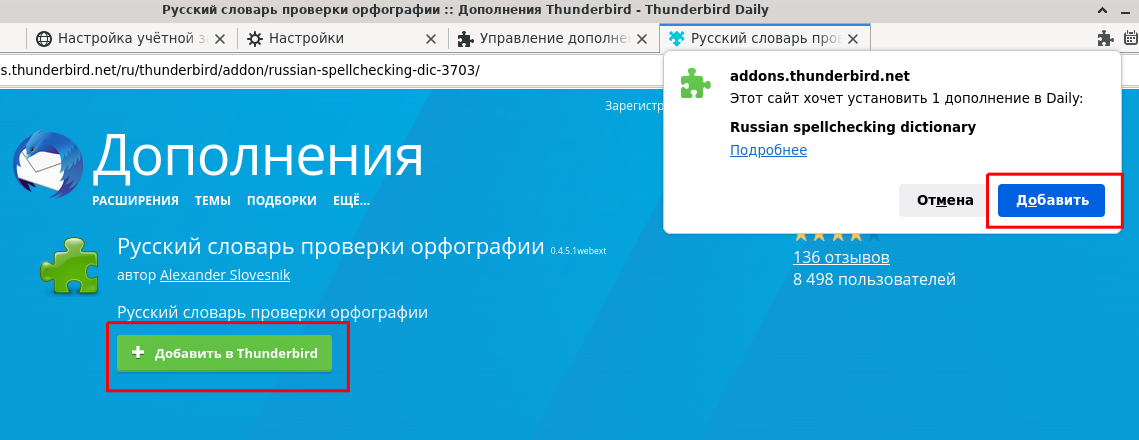 Русский словарь проверки орфографии :: Дополнения Thunderbird - Thunderbird Daily
Настройка учётной з
Настройки
Управление дополне
Русский словарь пров
s.thunderbird.net/ru/thunderbird/addon/russian-spellchecking-dic-3703/
addons.thunderbird.net
Этот сайт хочет установить 1 дополнение в Daily:
Russian spellchecking dictionary
Подробнее
Отмена
Добавить
Зарегистр
Дополнения
РАСШИРЕНИЯ ТЕМЫ ПОДБОРКИ ЕЩЁ...
Русский словарь проверки орфографии 0.4.5.1webext
автор Alexander Slovesnik
136 отзывов
8 498 пользователей
Русский словарь проверки орфографии
Добавить в Thunderbird